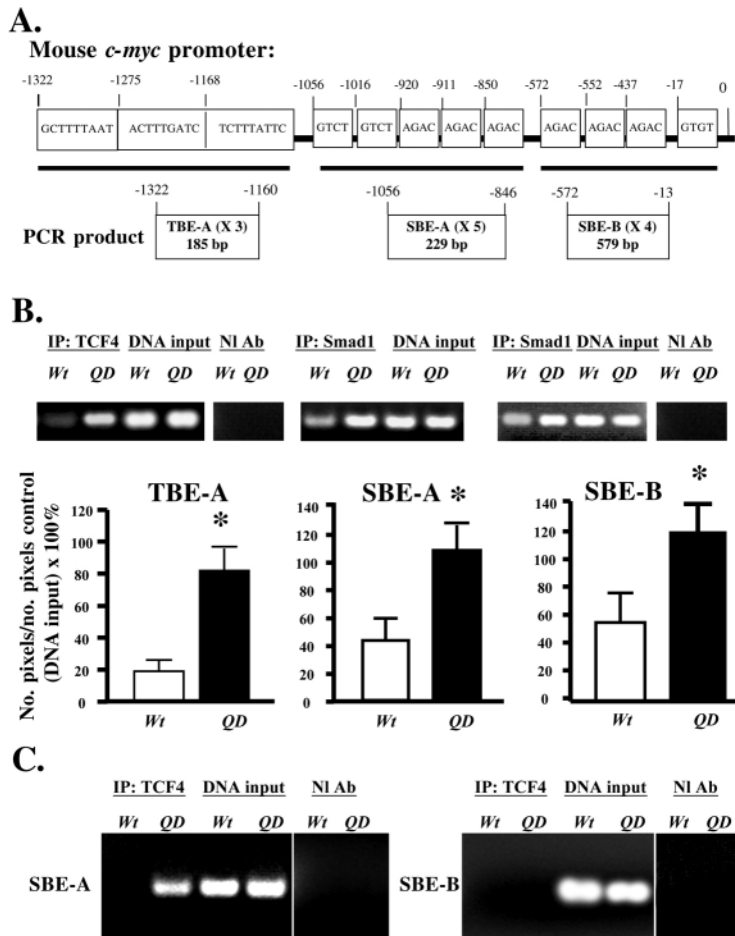 A.
Mouse c-myc promoter:
-1322 -1275 -1168 -1056 -1016 -920 -911 -850 -572 -552 -437 -17 0
GCTTTTAAT ACTTTGATC TCTTTATTC GTCT GTCT AGAC AGAC AGAC AGAC AGAC AGAC GTGT
-1322 -1160 -1056 -846 -572 -13
PCR product
TBE-A (X 3) SBE-A (X 5) SBE-B (X 4)
185 bp 229 bp 579 bp
B.
IP: TCF4 DNA input Nl Ab IP: Smad1 DNA input IP: Smad1 DNA input Nl Ab
Wt QD Wt QD Wt QD Wt QD Wt QD Wt QD Wt QD Wt QD
No. pixels/no. pixels control
(DNA input) x 100%
TBE-A
120
100
80
60
40
20
0
*
Wt QD
SBE-A
140
120
100
80
60
40
20
0
*
Wt QD
SBE-B
140
120
100
80
60
40
20
0
*
Wt QD
C.
IP: TCF4 DNA input Nl Ab IP: TCF4 DNA input Nl Ab
Wt QD Wt QD Wt QD Wt QD Wt QD Wt QD
SBE-A SBE-B